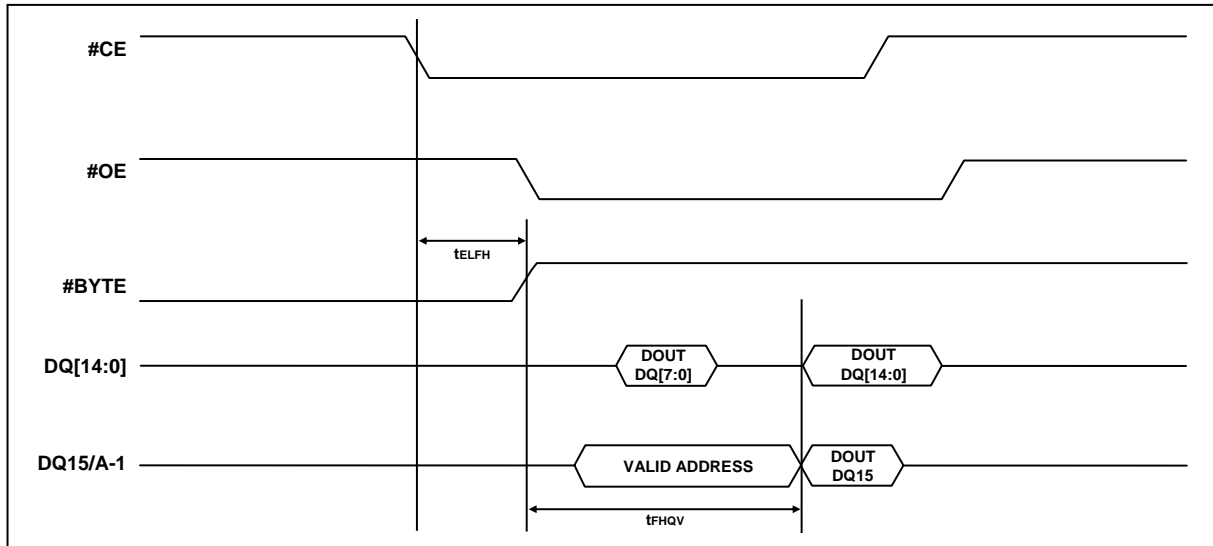 #CE
#OE
tELFH
#BYTE
DQ[14:0]
DOUT
DQ[7:0]
DOUT
DQ[14:0]
DQ15/A-1
VALID ADDRESS
DOUT
DQ15
tFHQV